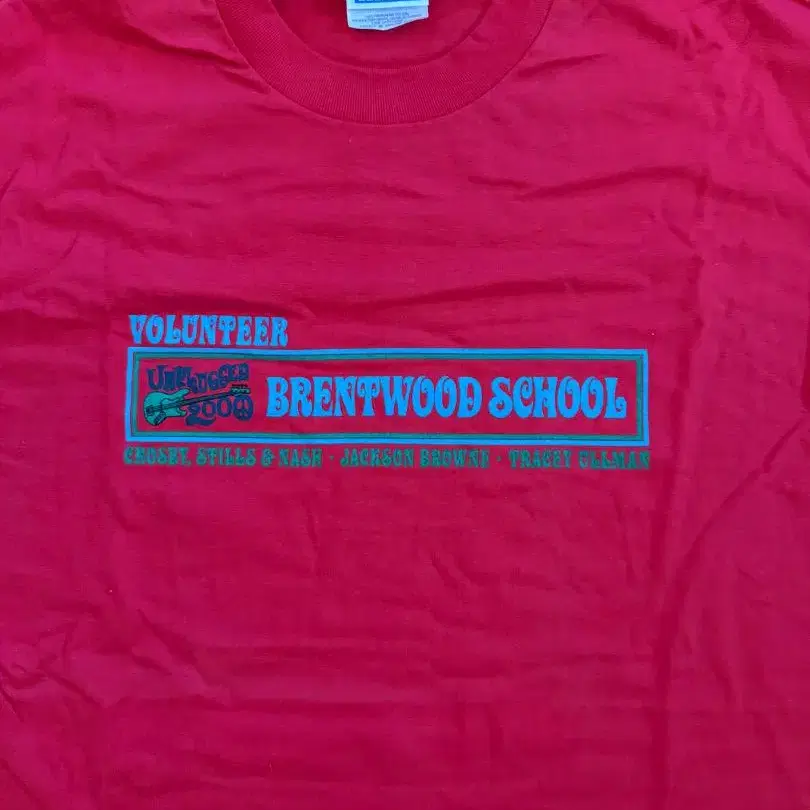 VOLUNTEER
UNPLUGGED
2000
BRENTWOOD SCHOOL
CROSBY, STILLS & NASH · JACKSON BROWNE · TRACEY ULLMAN